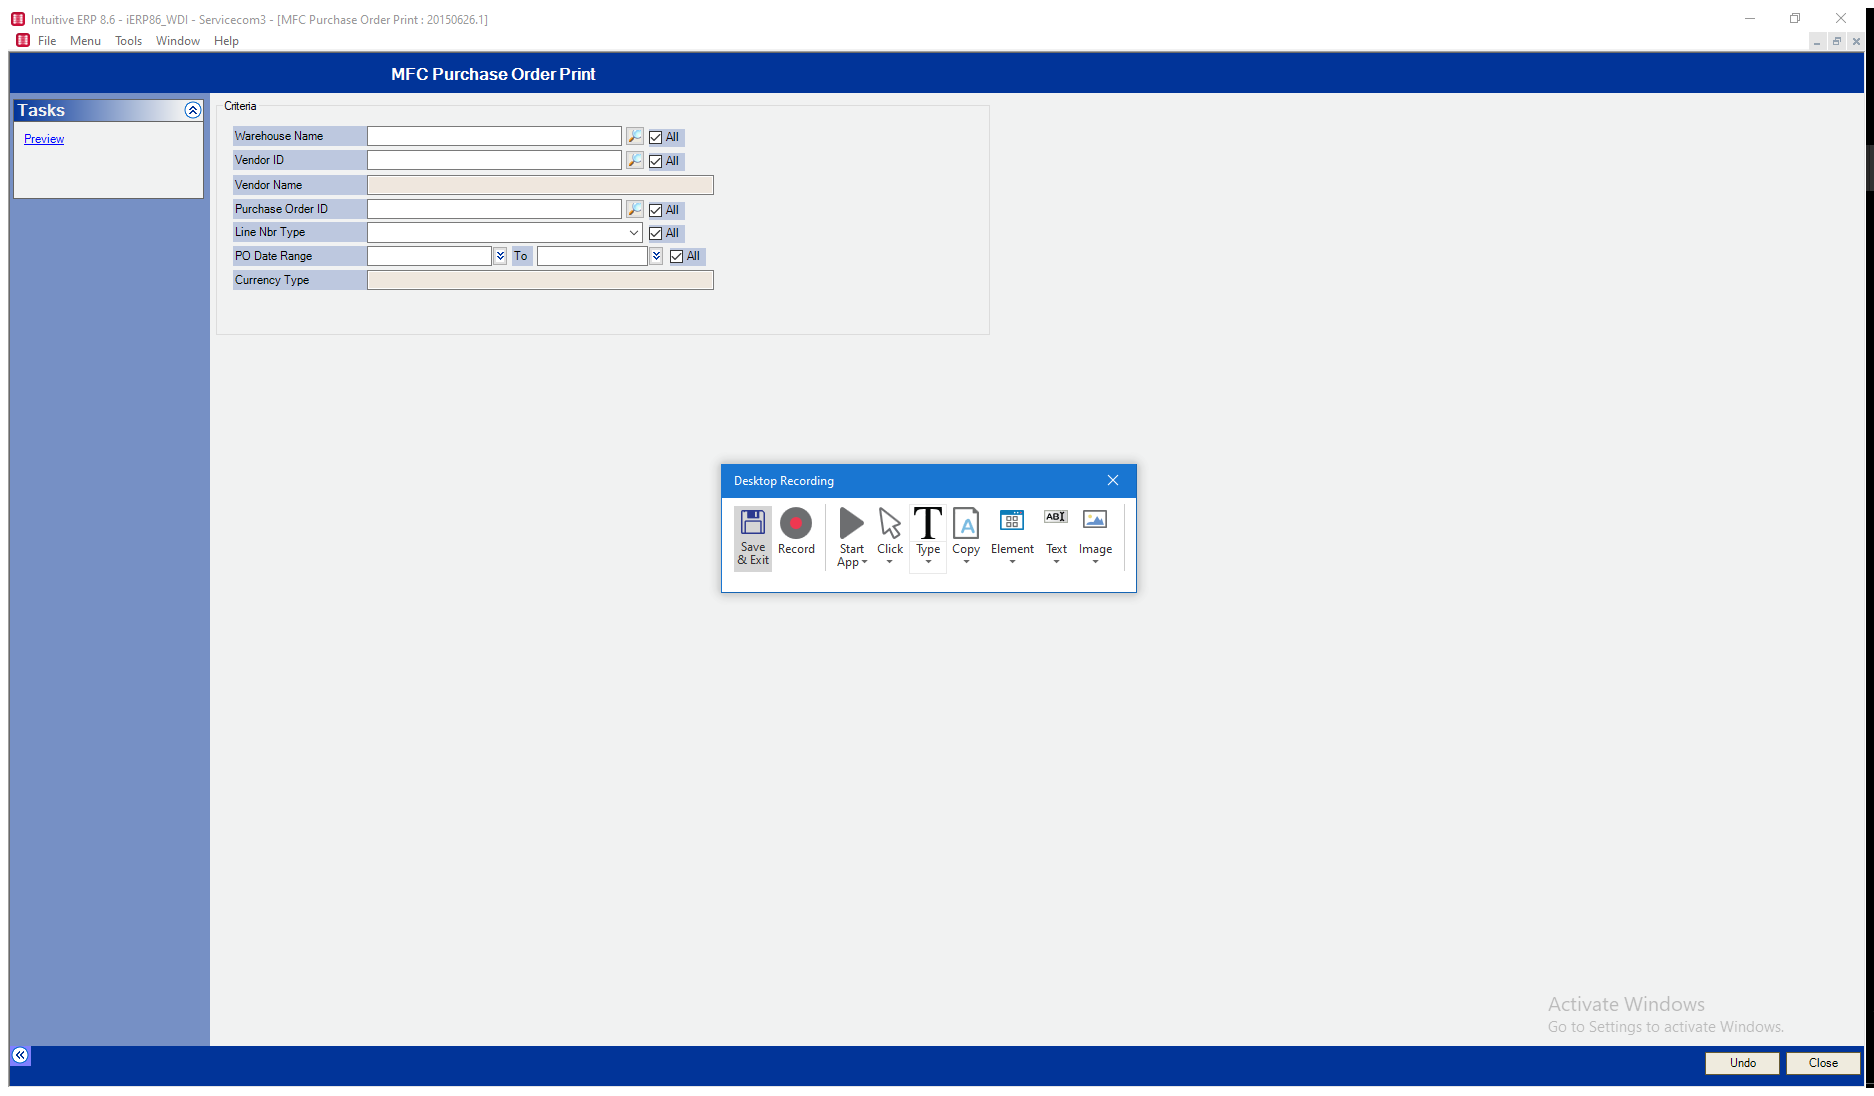 Intuitive ERP 8.6 - iERP86_WDI - Servicecom3 - [MFC Purchase Order Print : 20150626.1]
File Menu Tools Window Help
MFC Purchase Order Print
Tasks
Preview
Criteria
Warehouse Name All
Vendor ID All
Vendor Name
Purchase Order ID All
Line Nbr Type All
PO Date Range To All
Currency Type
Desktop Recording
Save & Exit
Record
Start App
Click
Type
A
Copy
Element
ABI
Text
Image
Activate Windows
Go to Settings to activate Windows.
Undo Close